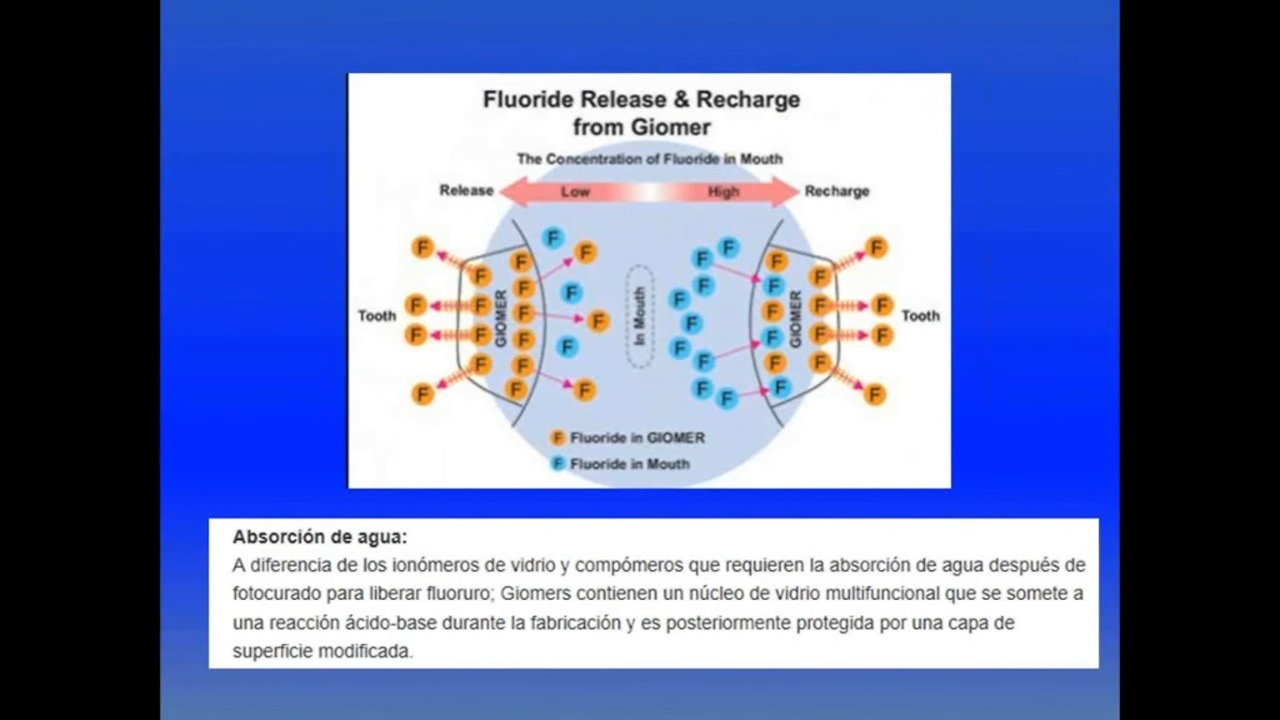 Fluoride Release & Recharge
from Giomer
The Concentration of Fluoride in Mouth
Release Low High Recharge
F F F F F F F F
F F F F F F F F
F F F F F F F F
F F F F F F F F
F F F F F F F F
F F F F F F F
Tooth GIOMER In Mouth GIOMER Tooth
F Fluoride in GIOMER
F Fluoride in Mouth
Absorción de agua:
A diferencia de los ionómeros de vidrio y compómeros que requieren la absorción de agua después de
fotocurado para liberar fluoruro; Giomers contienen un núcleo de vidrio multifuncional que se somete a
una reacción ácido-base durante la fabricación y es posteriormente protegida por una capa de
superficie modificada.